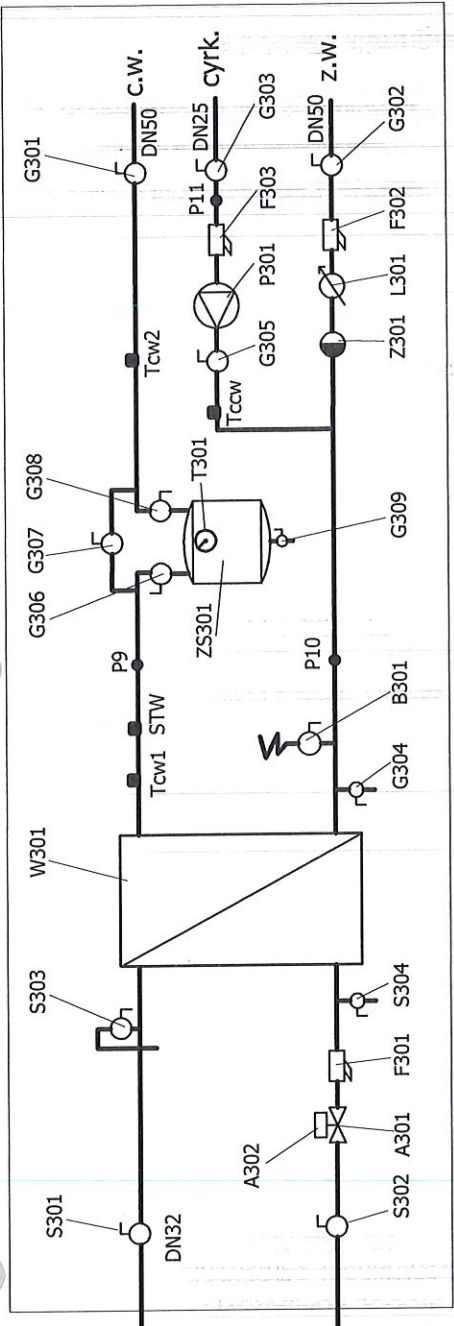 S301
DN32
S303
W301
Tcw1
STW
P9
G306
G307
G308
Tcw2
G301
DN50
c.w.
ZS301
T301
Tccw
G305
P301
F303
P11
G303
DN25
cyrk.
G309
S302
A302
A301
F301
S304
G304
B301
P10
Z301
L301
F302
G302
DN50
z.w.